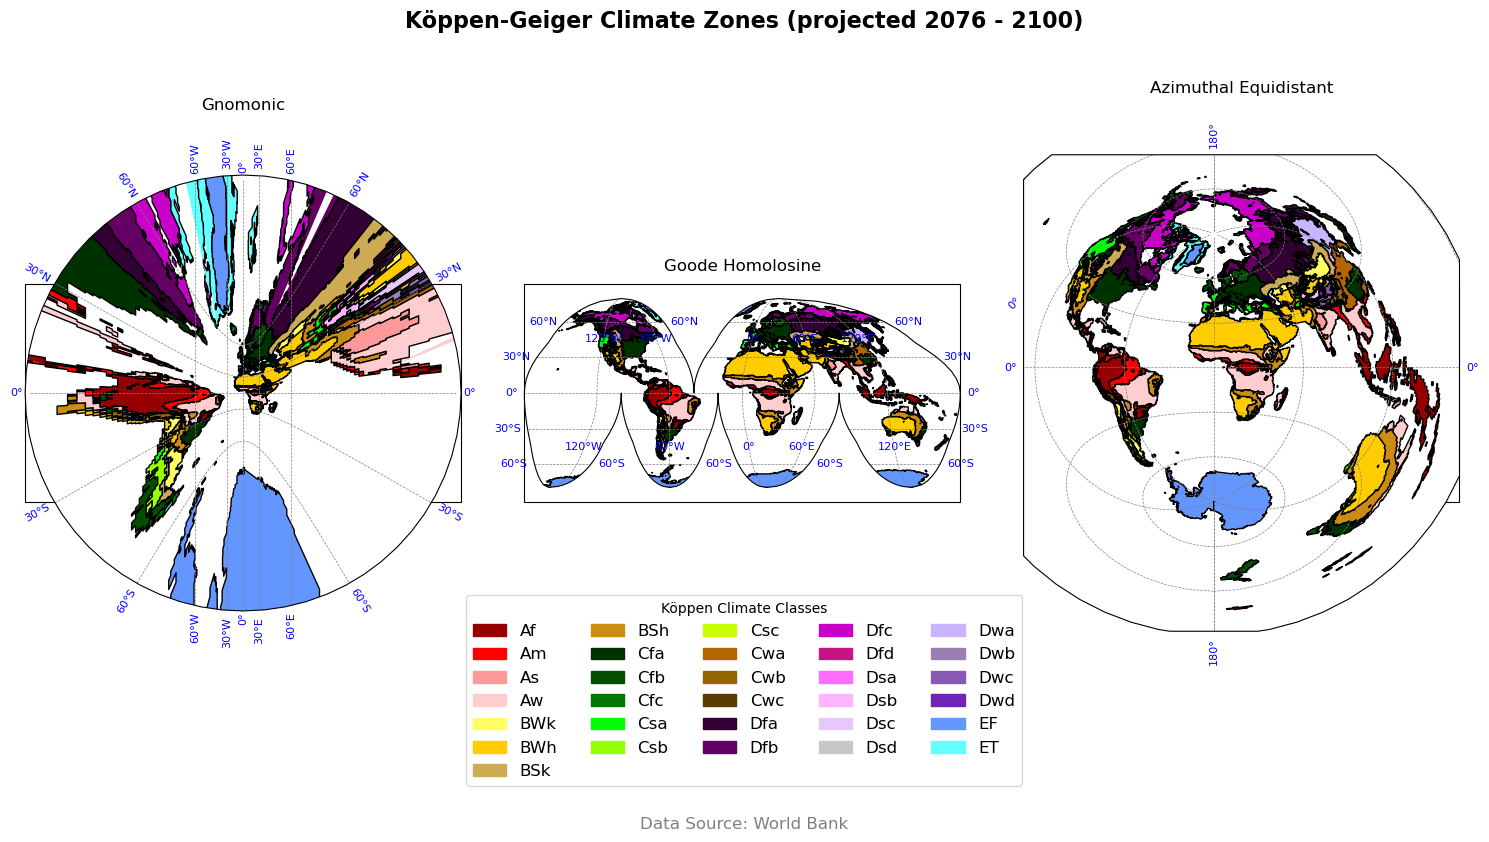 Köppen-Geiger Climate Zones (projected 2076 - 2100)
Gnomonic
60°W 30°W 0° 30°E 60°E
60°N 60°N
30°N 30°N
0° 0°
30°S 30°S
60°S 60°S
60°W 30°W 0° 30°E 60°E
Goode Homolosine
60°N 60°N 60°N
30°N 30°N
0° 0°
30°S 30°S
120°W 0° 60°E 120°E
60°S 60°S 60°S 60°S 60°S
Azimuthal Equidistant
180°
0°
0° 0°
180°
Köppen Climate Classes
Af BSh Csc Dfc Dwa
Am Cfa Cwa Dfd Dwb
As Cfb Cwb Dsa Dwc
Aw Cfc Cwc Dsb Dwd
BWk Csa Dfa Dsc EF
BWh Csb Dfb Dsd ET
BSk
Data Source: World Bank